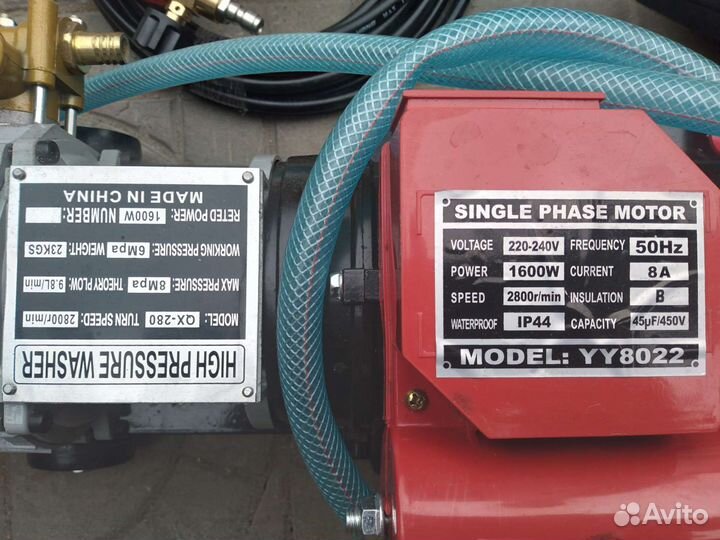 HIGH PRESSURE WASHER
MODEL: QX-280 TURN SPEED: 2800r/min
MAX PRESSURE: 8Mpa THEORY PLOW: 9.8L/min
WORKING PRESSURE: 6Mpa WEIGHT: 23KGS
RETED POWER: 1600W NUMBER:
MADE IN CHINA
SINGLE PHASE MOTOR
VOLTAGE 220-240V FREQUENCY 50Hz
POWER 1600W CURRENT 8A
SPEED 2800r/min INSULATION B
WATERPROOF IP44 CAPACITY 45μF/450V
MODEL: YY8022
Avito